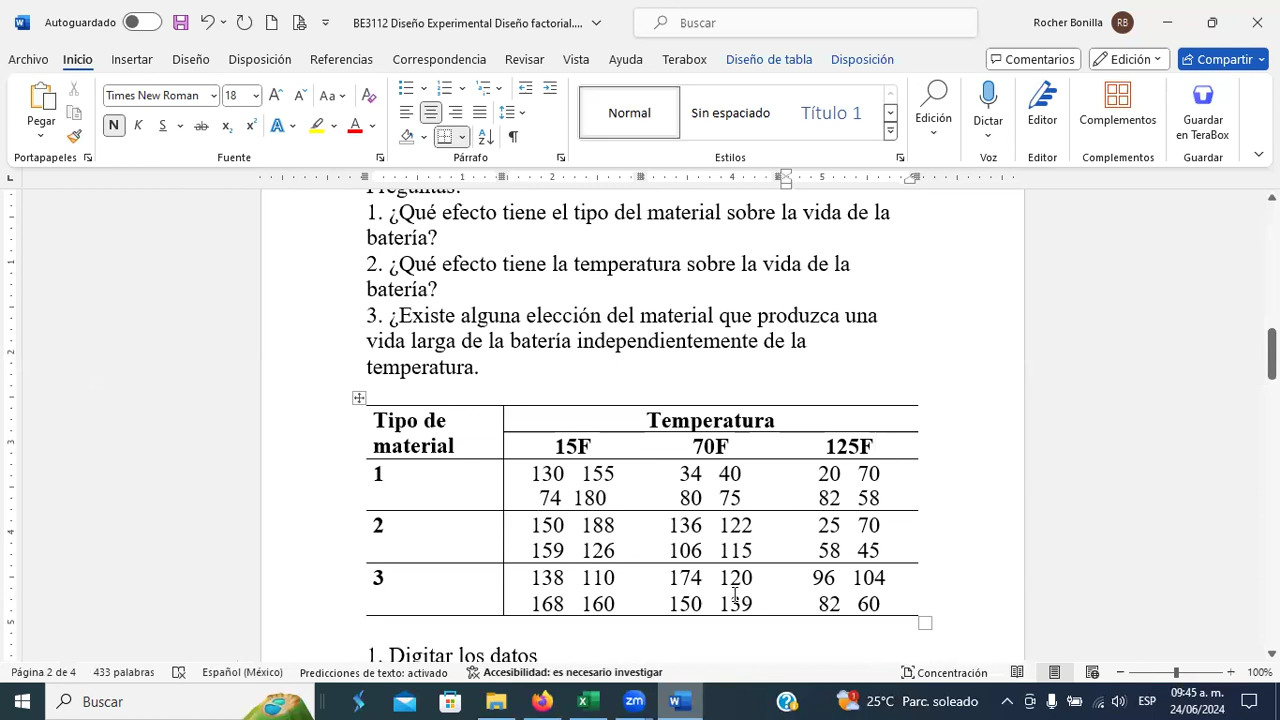 Autoguardado
BE3112 Diseño Experimental Diseño factorial....
Buscar
Rocher Bonilla
RB
Archivo Inicio Insertar Diseño Disposición Referencias Correspondencia Revisar Vista Ayuda Terabox Diseño de tabla Disposición
Comentarios Edición Compartir
Pegar
Times New Roman 18
N K S ab
Normal Sin espaciado Título 1
Edición Dictar Editor Complementos Guardar en TeraBox
Portapapeles Fuente Párrafo Estilos Voz Editor Complementos Guardar
Preguntas:
1. ¿Qué efecto tiene el tipo del material sobre la vida de la
batería?
2. ¿Qué efecto tiene la temperatura sobre la vida de la
batería?
3. ¿Existe alguna elección del material que produzca una
vida larga de la batería independientemente de la
temperatura.
Tipo de material Temperatura
15F 70F 125F
1 130 155 34 40 20 70
74 180 80 75 82 58
2 150 188 136 122 25 70
159 126 106 115 58 45
3 138 110 174 120 96 104
168 160 150 139 82 60
1. Digitar los datos
Página 2 de 4 433 palabras Español (México) Predicciones de texto: activado Accesibilidad: es necesario investigar Concentración 100%
Buscar
25°C Parc. soleado
ESP
09:45 a. m.
24/06/2024